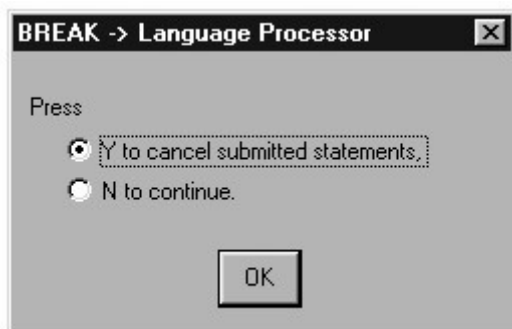 BREAK -> Language Processor
Press
Y to cancel submitted statements,
N to continue.
OK